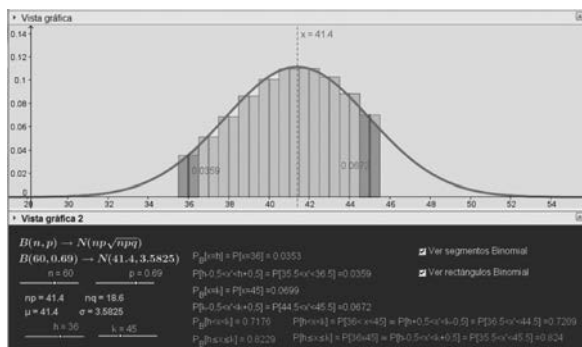 Vista gráfica
0.14
x = 41.4
0.12
0.1
0.08
0.06
0.04
0.02
0
0.0359
0.0672
28 30 32 34 36 38 40 42 44 46 48 50 52 54
Vista gráfica 2
B(n, p) → N(np√npq)
B(60, 0.69) → N(41.4, 3.5825)
n = 60 p = 0.69
np = 41.4 nq = 18.6
μ = 41.4 σ = 3.5825
h = 36 k = 45
P_B[x=h] = P[x=36] = 0.0353
P[h-0,5<x'<h+0,5] = P[35.5<x'<36.5] =0.0359
P_B[x=k] = P[x=45] = 0.0699
P[k-0,5<x'<k+0,5] = P[44.5<x'<45.5] = 0.0672
P_B[h<x<k] = 0.7176 P[h<x<k] = P[36< x<45] ≅ P[h+0,5<x'<k-0,5] = P[36.5<x'<44.5] = 0.7209
P_B[h≤x≤k] = 0.8229 P[h≤x≤k] = P[36≤x≤45] ≅ P[h-0,5<x'<k+0,5] = P[35.5<x'<45.5] = 0.824
Ver segmentos Binomial
Ver rectángulos Binomial